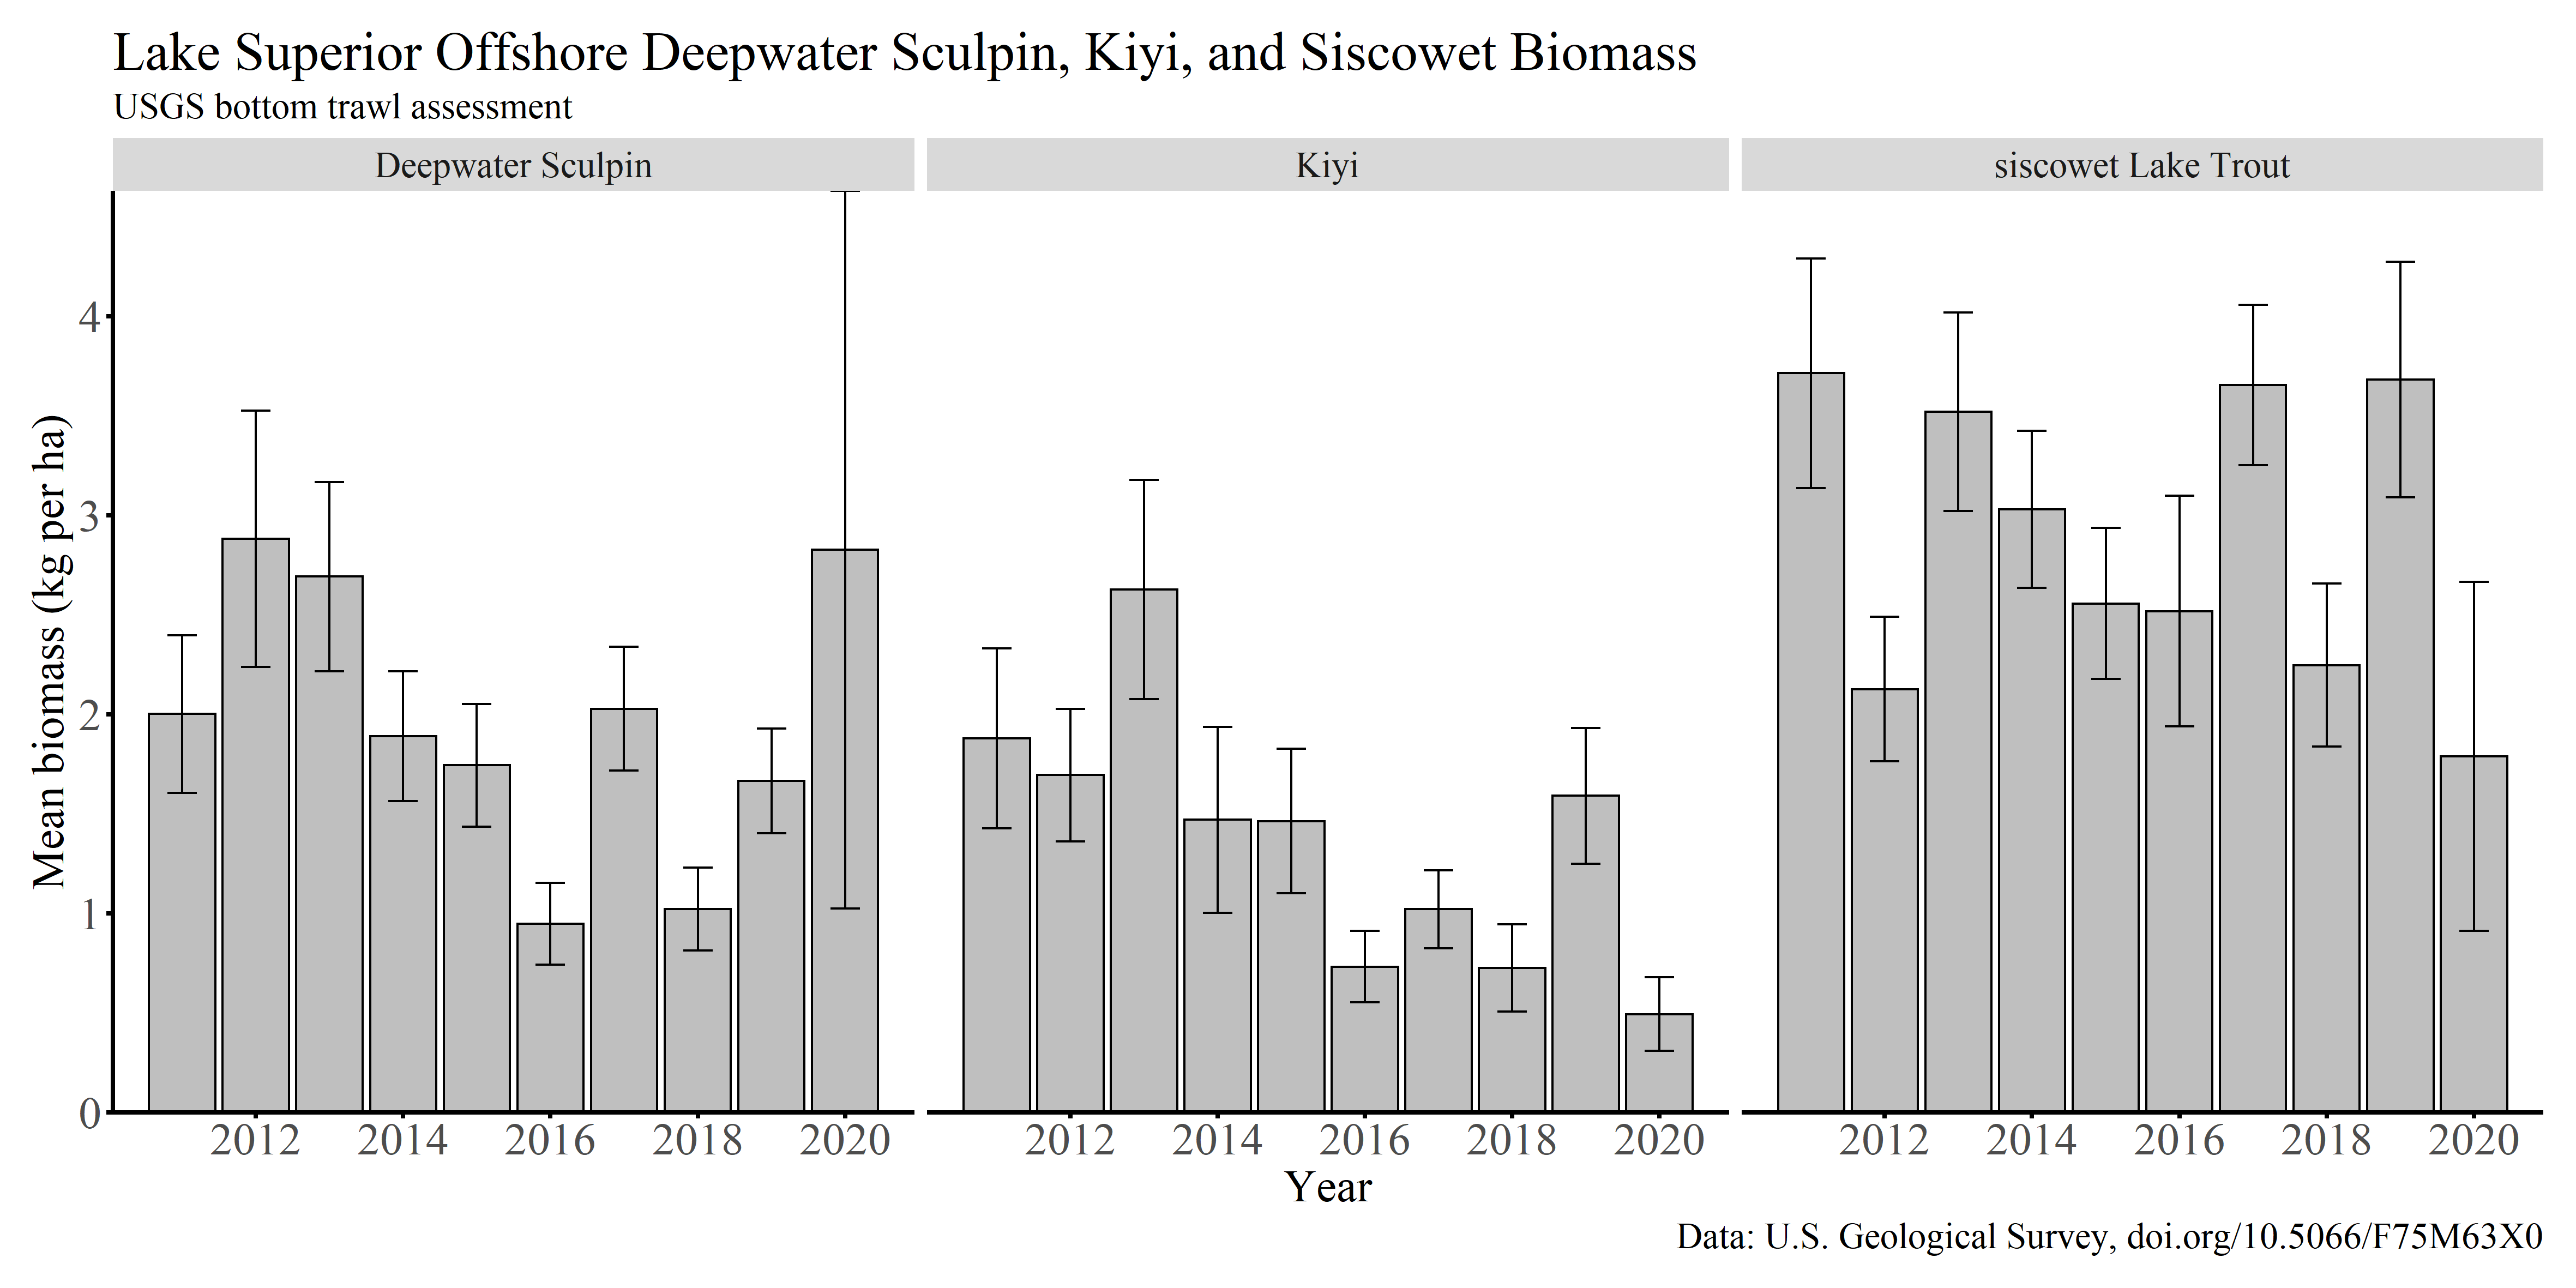 Lake Superior Offshore Deepwater Sculpin, Kiyi, and Siscowet Biomass
USGS bottom trawl assessment
Deepwater Sculpin
Kiyi
siscowet Lake Trout
Mean biomass (kg per ha)
4
3
2
1
0
2012 2014 2016 2018 2020
2012 2014 2016 2018 2020
2012 2014 2016 2018 2020
Year
Data: U.S. Geological Survey, doi.org/10.5066/F75M63X0